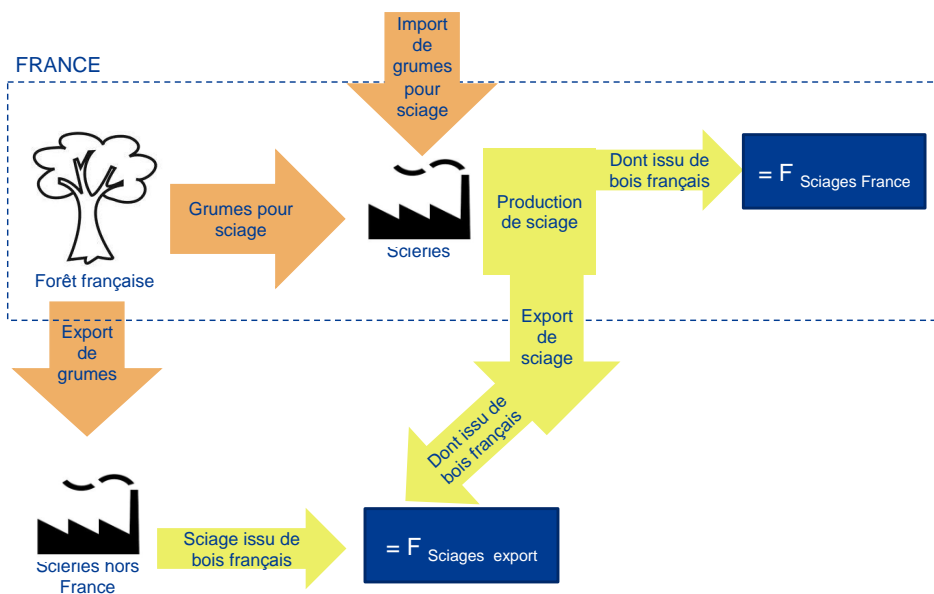 Import
de
grumes
pour
sciage
FRANCE
Grumes pour
sciage
Scieries
Production
de sciage
Dont issu de
bois français
= F Sciages France
Forêt française
Export
de
grumes
Export
de
sciage
Dont issu de
bois français
Scieries hors
France
Sciage issu de
bois français
= F Sciages export